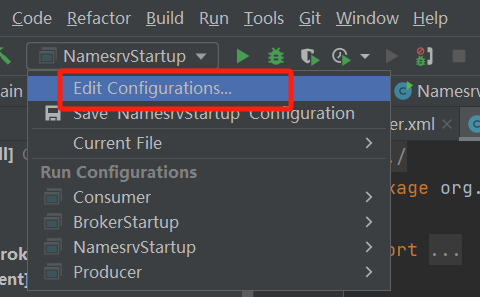 Code Refactor Build Run Tools Git Window
NamesrvStartup
ain Edit Configurations... Namesrv
Save 'NamesrvStartup' Configuration er.xml
ll] Current File ./
Run Configurations kage org.
Consumer
BrokerStartup
rok NamesrvStartup ort ...
ent] Producer